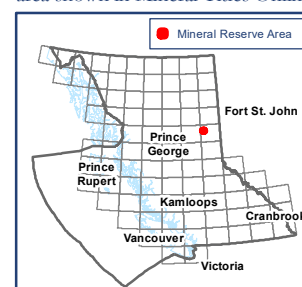 Mineral Reserve Area
Fort St. John
Prince
George
Prince
Rupert
Kamloops
Cranbrook
Vancouver
Victoria